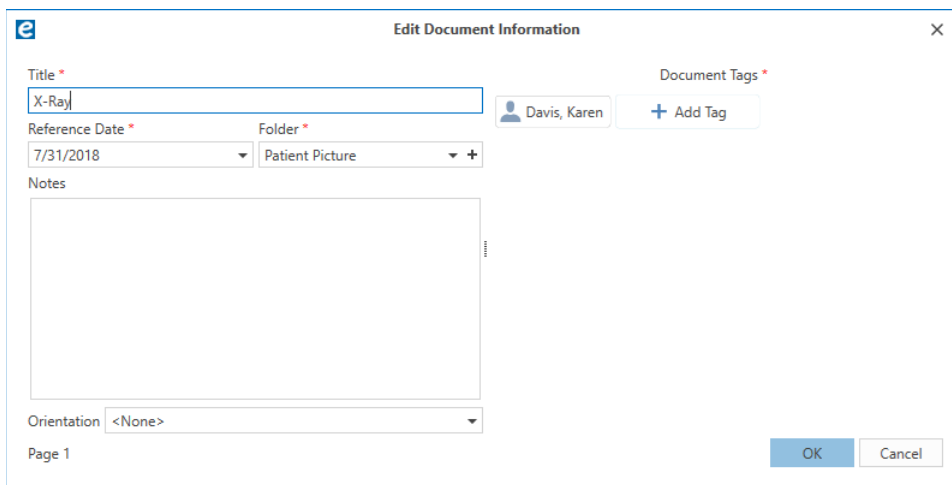 Edit Document Information
Title *
Document Tags *
X-Ray
Davis, Karen
+ Add Tag
Reference Date *
Folder *
7/31/2018
Patient Picture
Notes
Orientation
<None>
Page 1
OK
Cancel